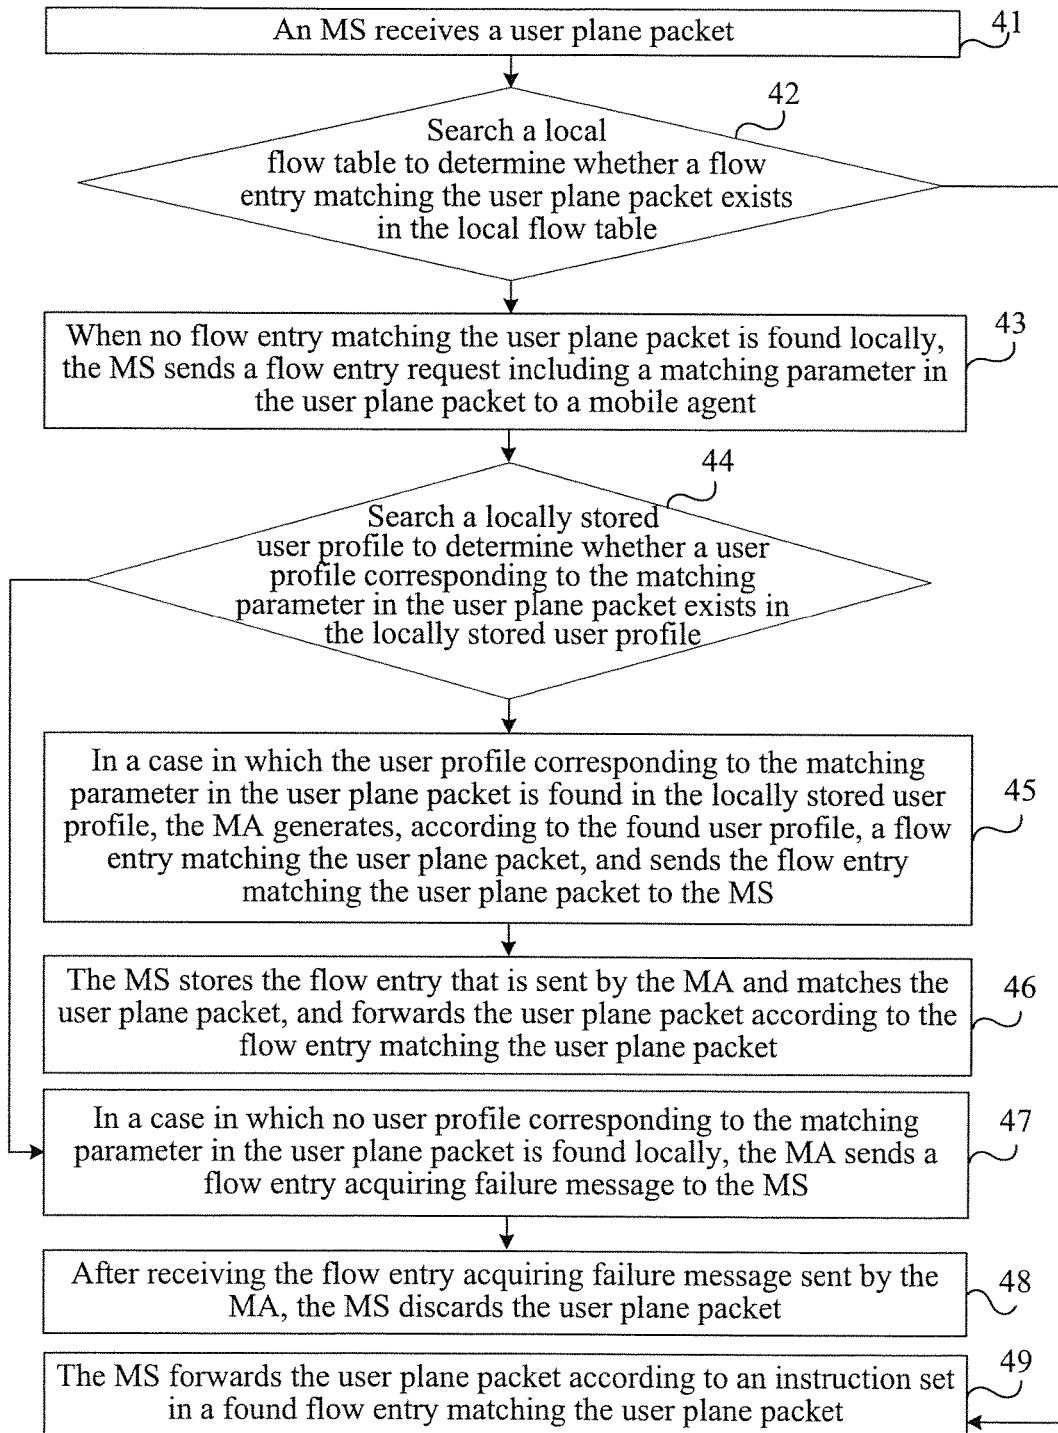 An MS receives a user plane packet
41
42
Search a local
flow table to determine whether a flow
entry matching the user plane packet exists
in the local flow table
When no flow entry matching the user plane packet is found locally,
the MS sends a flow entry request including a matching parameter in
the user plane packet to a mobile agent
43
44
Search a locally stored
user profile to determine whether a user
profile corresponding to the matching
parameter in the user plane packet exists in
the locally stored user profile
In a case in which the user profile corresponding to the matching
parameter in the user plane packet is found in the locally stored user
profile, the MA generates, according to the found user profile, a flow
entry matching the user plane packet, and sends the flow entry
matching the user plane packet to the MS
45
The MS stores the flow entry that is sent by the MA and matches the
user plane packet, and forwards the user plane packet according to the
flow entry matching the user plane packet
46
In a case in which no user profile corresponding to the matching
parameter in the user plane packet is found locally, the MA sends a
flow entry acquiring failure message to the MS
47
After receiving the flow entry acquiring failure message sent by the
MA, the MS discards the user plane packet
48
The MS forwards the user plane packet according to an instruction set
in a found flow entry matching the user plane packet
49